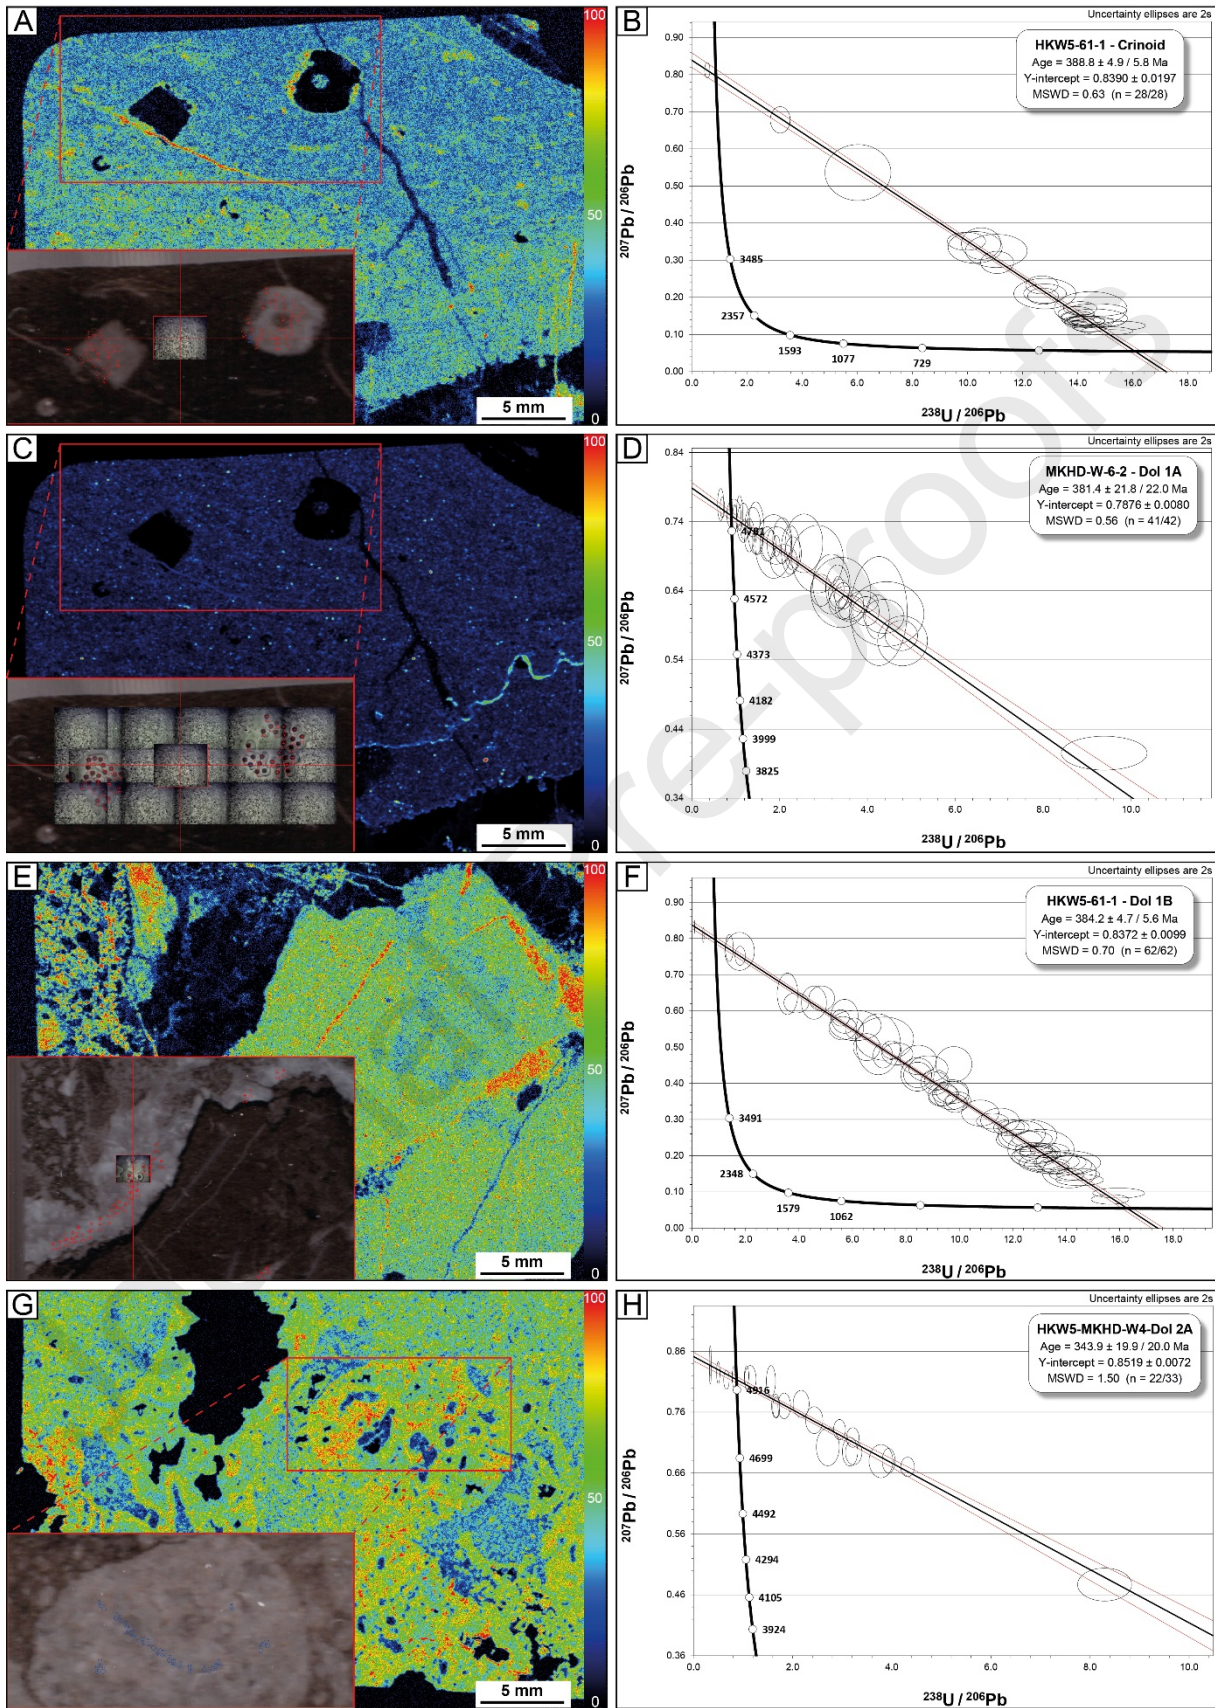 A
100
50
0
5 mm
B
Uncertainty ellipses are 2s
HKW5-61-1 - Crinoid
Age = 388.8 ± 4.9 / 5.8 Ma
Y-intercept = 0.8390 ± 0.0197
MSWD = 0.63 (n = 28/28)
207Pb / 206Pb
0.90
0.80
0.70
0.60
0.50
0.40
0.30
0.20
0.10
0.00
3485
2357
1593
1077
729
0.0
2.0
4.0
6.0
8.0
10.0
12.0
14.0
16.0
18.0
238U / 206Pb
C
100
50
0
5 mm
D
Uncertainty ellipses are 2s
MKHD-W-6-2 - Dol 1A
Age = 381.4 ± 21.8 / 22.0 Ma
Y-intercept = 0.7876 ± 0.0080
MSWD = 0.56 (n = 41/42)
207Pb / 206Pb
0.84
0.74
0.64
0.54
0.44
0.34
4781
4572
4373
4182
3999
3825
0.0
2.0
4.0
6.0
8.0
10.0
238U / 206Pb
E
100
50
0
5 mm
F
Uncertainty ellipses are 2s
HKW5-61-1 - Dol 1B
Age = 384.2 ± 4.7 / 5.6 Ma
Y-intercept = 0.8372 ± 0.0099
MSWD = 0.70 (n = 62/62)
207Pb / 206Pb
0.90
0.80
0.70
0.60
0.50
0.40
0.30
0.20
0.10
0.00
3491
2348
1579
1062
0.0
2.0
4.0
6.0
8.0
10.0
12.0
14.0
16.0
18.0
238U / 206Pb
G
100
50
0
5 mm
H
Uncertainty ellipses are 2s
HKW5-MKHD-W4-Dol 2A
Age = 343.9 ± 19.9 / 20.0 Ma
Y-intercept = 0.8519 ± 0.0072
MSWD = 1.50 (n = 22/33)
207Pb / 206Pb
0.86
0.76
0.66
0.56
0.46
0.36
4916
4699
4492
4294
4105
3924
0.0
2.0
4.0
6.0
8.0
10.0
238U / 206Pb
Pre-proofs